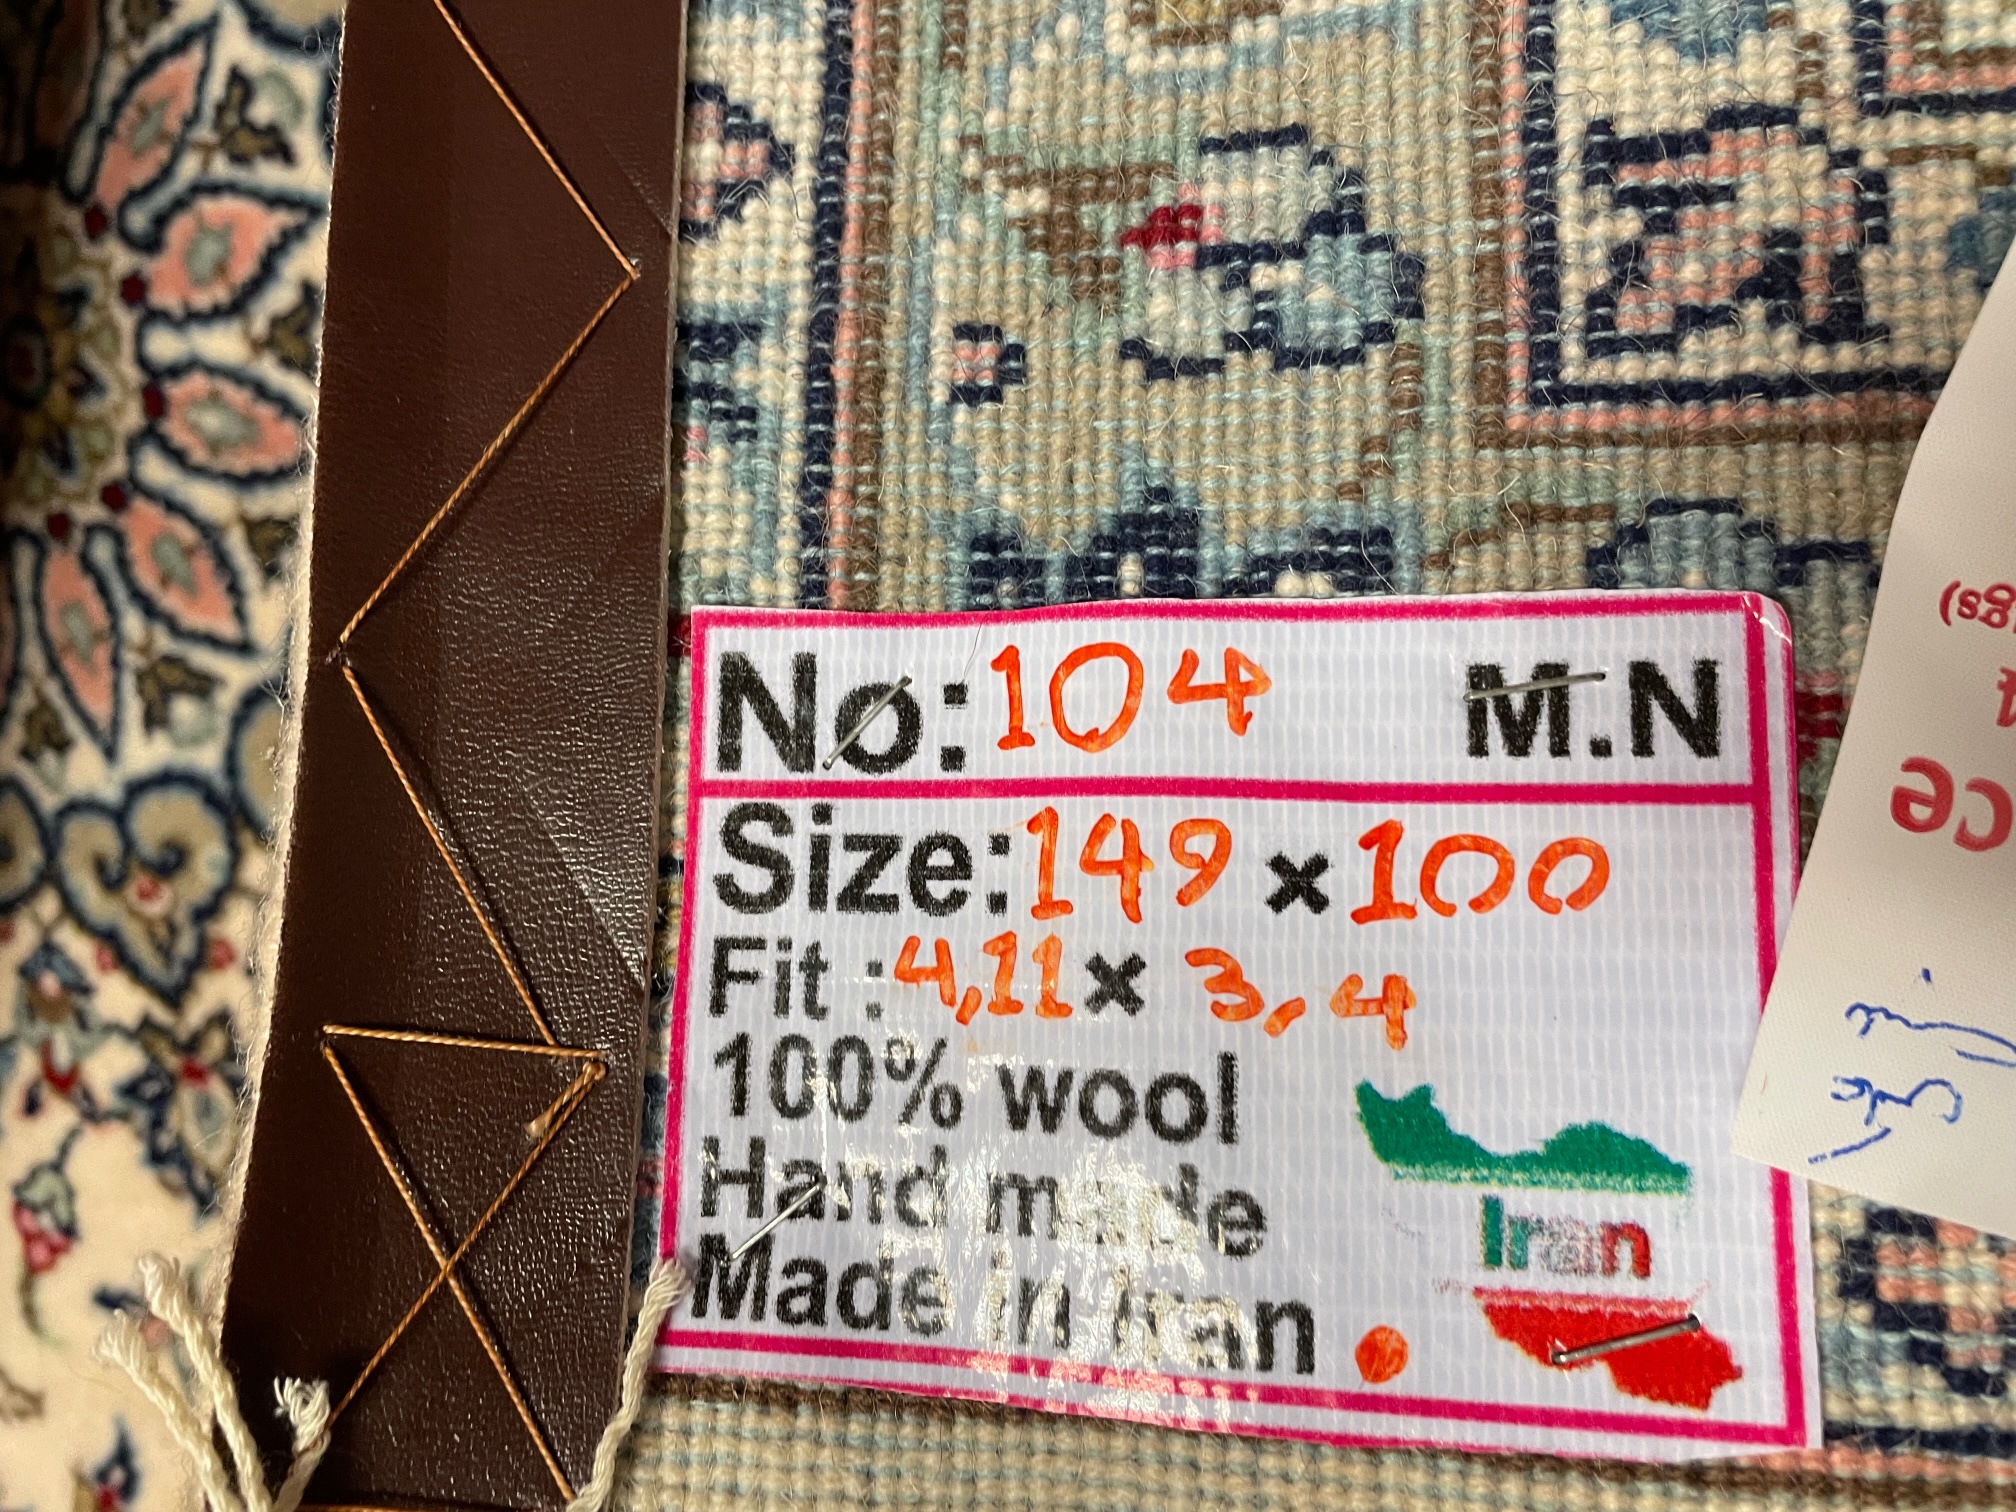 No: 104 M.N
Size: 149 x 100
Fit : 4,11 x 3,4
100% wool
Hand made
Made in Iran
Iran